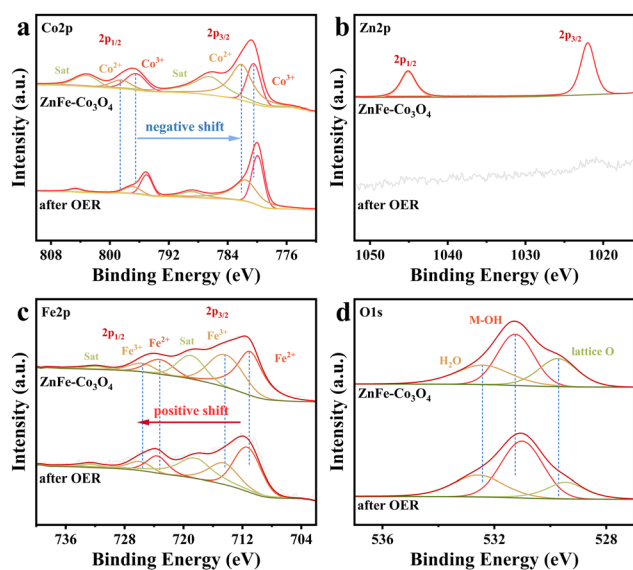 a
Co2p
2p1/2
2p3/2
Sat
Co²⁺
Co³⁺
Sat
Co²⁺
Co³⁺
ZnFe-Co3O4
negative shift
after OER
808 800 792 784 776
Binding Energy (eV)
Intensity (a.u.)
b
Zn2p
2p1/2
2p3/2
ZnFe-Co3O4
after OER
1050 1040 1030 1020
Binding Energy (eV)
Intensity (a.u.)
c
Fe2p
2p1/2
2p3/2
Sat
Fe³⁺
Fe²⁺
Sat
Fe³⁺
Fe²⁺
ZnFe-Co3O4
positive shift
after OER
736 728 720 712 704
Binding Energy (eV)
Intensity (a.u.)
d
O1s
M-OH
H2O
lattice O
ZnFe-Co3O4
after OER
536 533 530 527
Binding Energy (eV)
Intensity (a.u.)